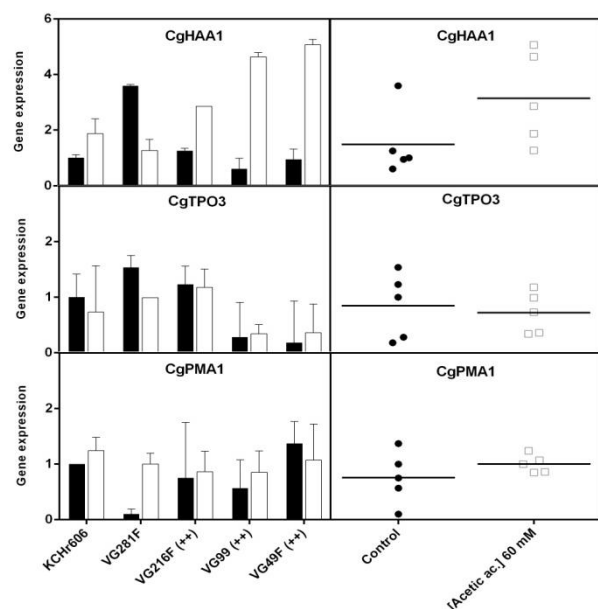 CgHAA1
CgHAA1
Gene expression
6
4
2
0
CgTPO3
CgTPO3
Gene expression
2
1
0
CgPMA1
CgPMA1
Gene expression
2
1
0
KCHr606
VG281F
VG216F (++)
VG99 (++)
VG49F (++)
Control
[Acetic ac.] 60 mM